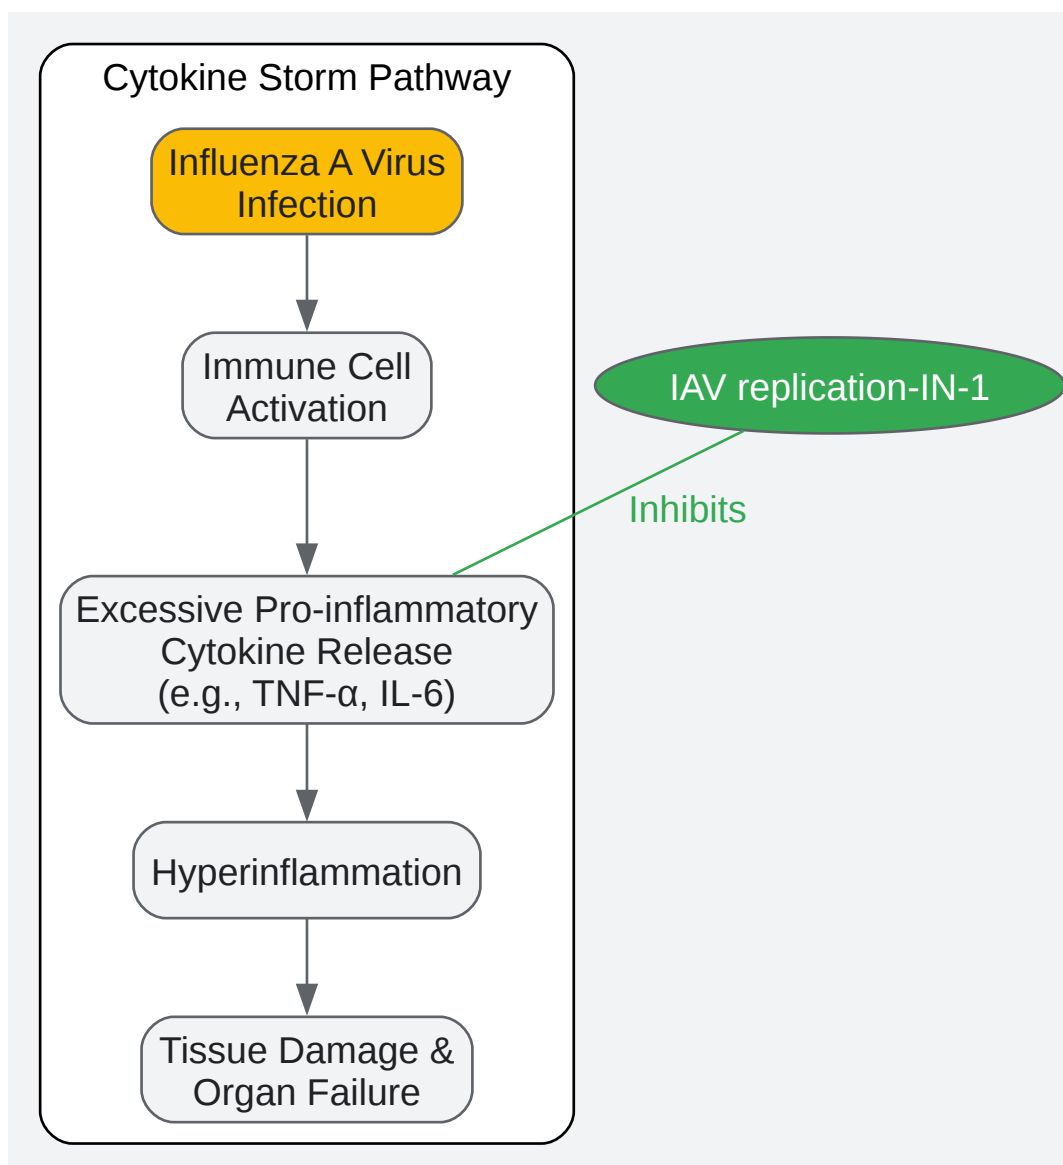 Cytokine Storm Pathway
Influenza A Virus
Infection
Immune Cell
Activation
IAV replication-IN-1
Inhibits
Excessive Pro-inflammatory
Cytokine Release
(e.g., TNF-α, IL-6)
Hyperinflammation
Tissue Damage &
Organ Failure